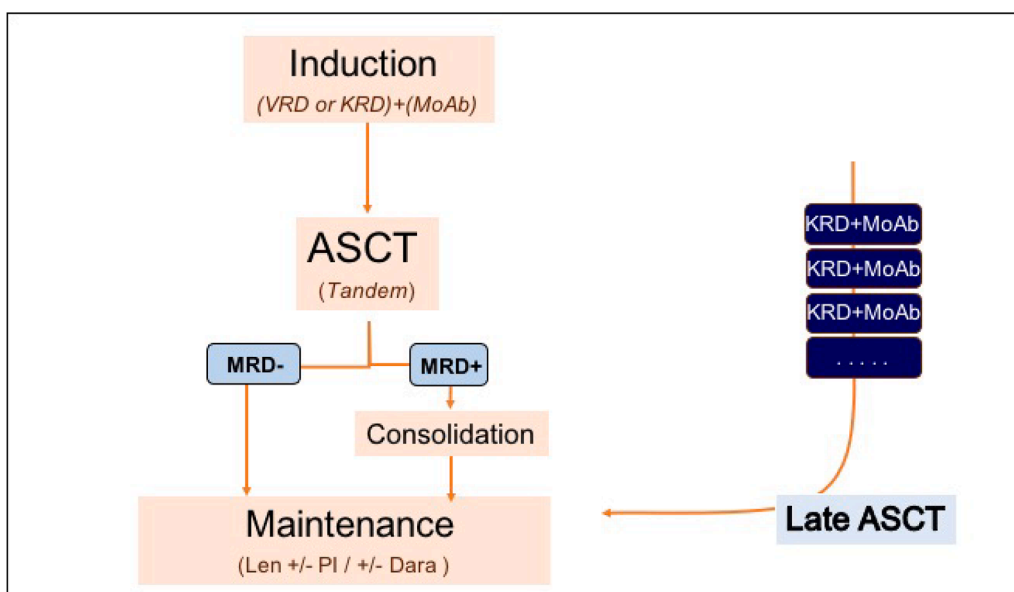 Induction
(VRD or KRD)+(MoAb)
ASCT
(Tandem)
MRD-
MRD+
Consolidation
Maintenance
(Len +/- PI / +/- Dara )
KRD+MoAb
KRD+MoAb
KRD+MoAb
. . . . .
Late ASCT